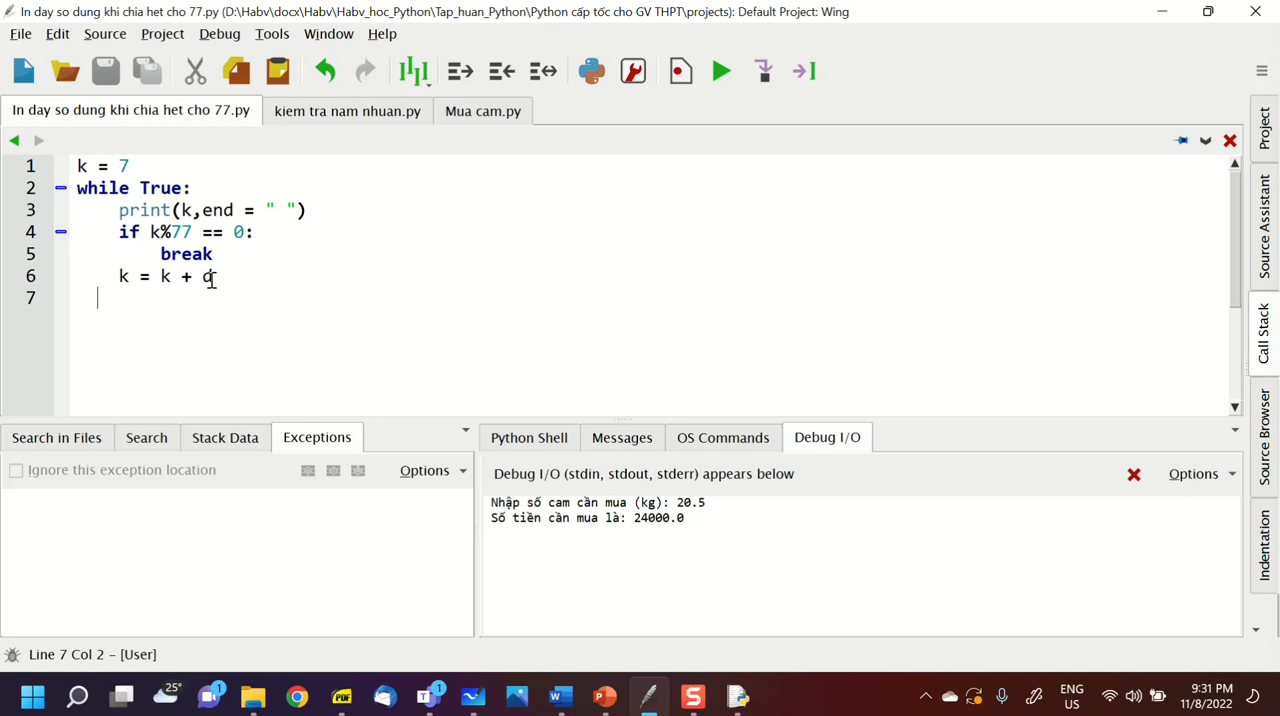 In day so dung khi chia het cho 77.py (D:\Habv\docx\Habv\Habv_hoc_Python\Tap_huan_Python\Python cấp tốc cho GV THPT\projects): Default Project: Wing
File Edit Source Project Debug Tools Window Help
In day so dung khi chia het cho 77.py kiem tra nam nhuan.py Mua cam.py
1 k = 7
2 while True:
3 print(k,end = " ")
4 if k%77 == 0:
5 break
6 k = k + d
7
Project
Source Assistant
Call Stack
Source Browser
Indentation
Search in Files Search Stack Data Exceptions
Ignore this exception location Options
Python Shell Messages OS Commands Debug I/O
Debug I/O (stdin, stdout, stderr) appears below Options
Nhập số cam cần mua (kg): 20.5
Số tiền cần mua là: 24000.0
Line 7 Col 2 – [User]
25°
1
1
ENG
US
9:31 PM
11/8/2022